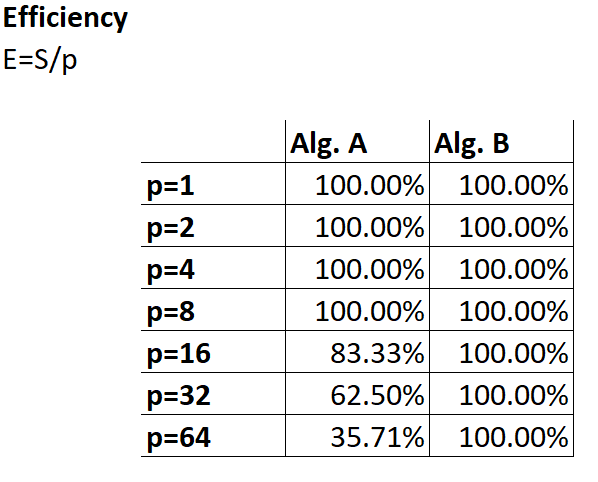 Efficiency
E=S/p
Alg. A Alg. B
p=1 100.00% 100.00%
p=2 100.00% 100.00%
p=4 100.00% 100.00%
p=8 100.00% 100.00%
p=16 83.33% 100.00%
p=32 62.50% 100.00%
p=64 35.71% 100.00%